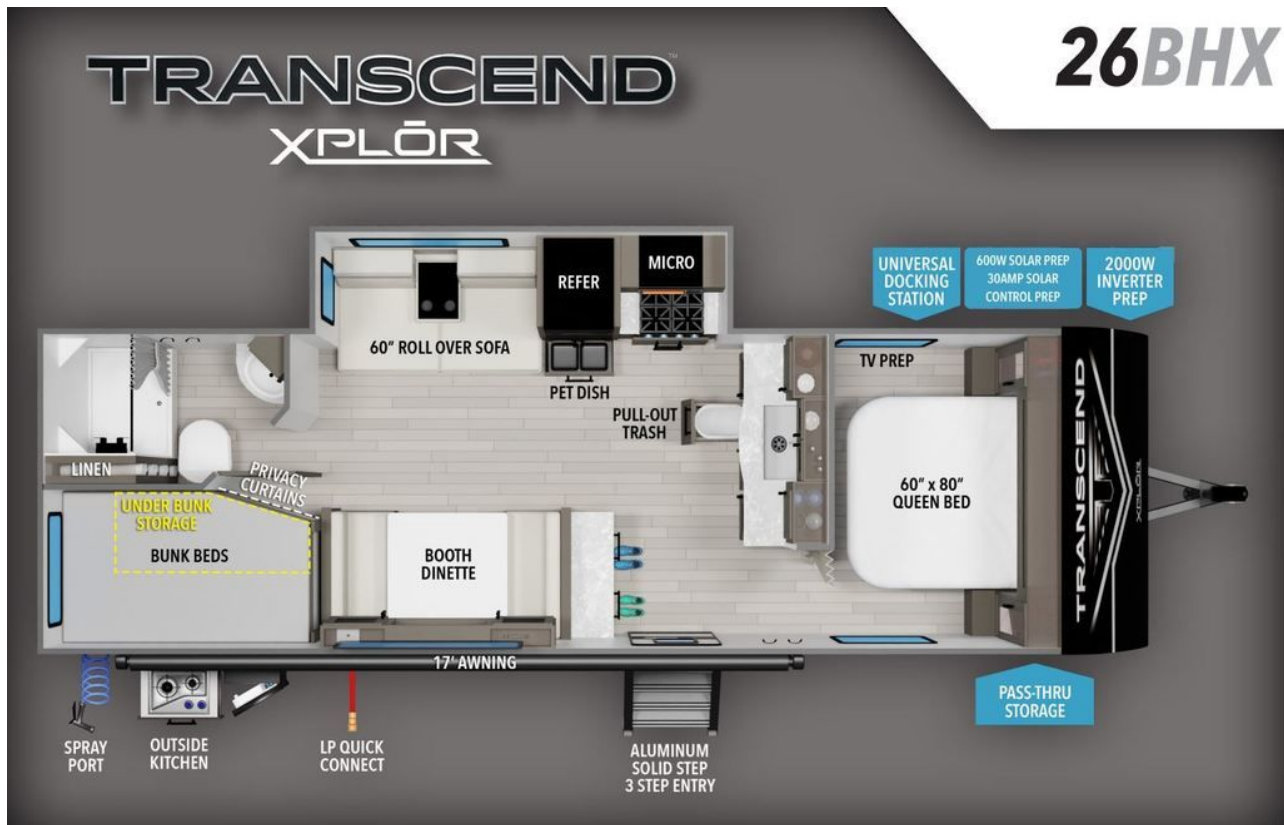 TRANSCEND™
XPLŌR
26BHX
UNIVERSAL
DOCKING
STATION
600W SOLAR PREP
30AMP SOLAR
CONTROL PREP
2000W
INVERTER
PREP
REFER
MICRO
60" ROLL OVER SOFA
PET DISH
PULL-OUT
TRASH
TV PREP
60" x 80"
QUEEN BED
TRANSCEND
XPLŌR
LINEN
PRIVACY
CURTAINS
UNDER BUNK
STORAGE
BUNK BEDS
BOOTH
DINETTE
17' AWNING
PASS-THRU
STORAGE
SPRAY
PORT
OUTSIDE
KITCHEN
LP QUICK
CONNECT
ALUMINUM
SOLID STEP
3 STEP ENTRY